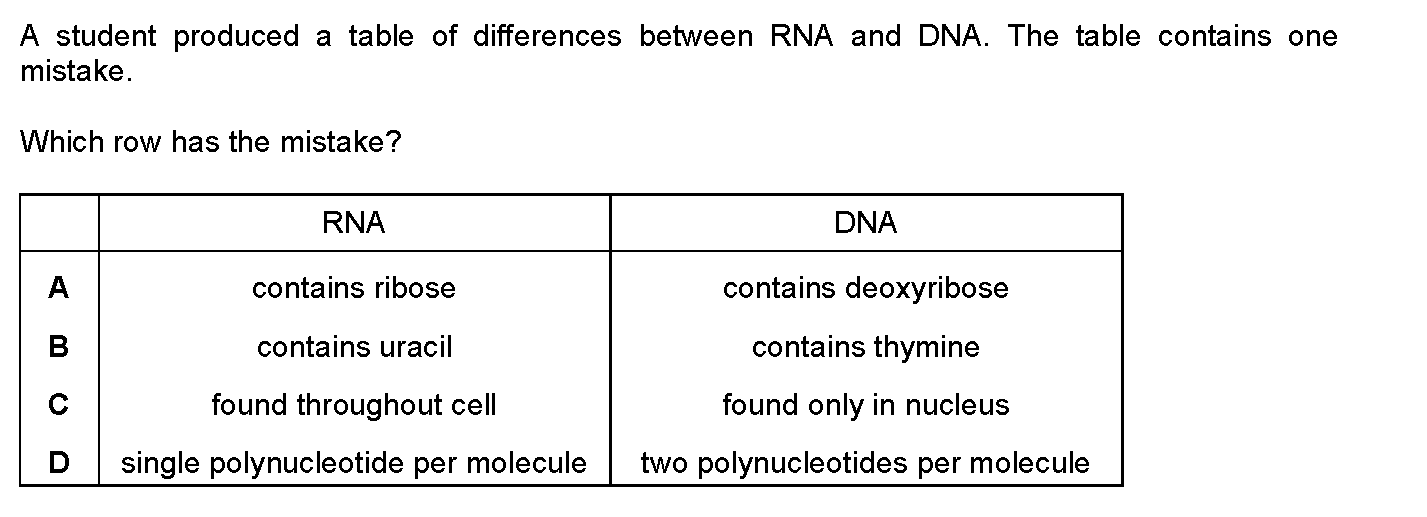 A student produced a table of differences between RNA and DNA. The table contains one
mistake.
Which row has the mistake?
RNA DNA
A contains ribose contains deoxyribose
B contains uracil contains thymine
C found throughout cell found only in nucleus
D single polynucleotide per molecule two polynucleotides per molecule